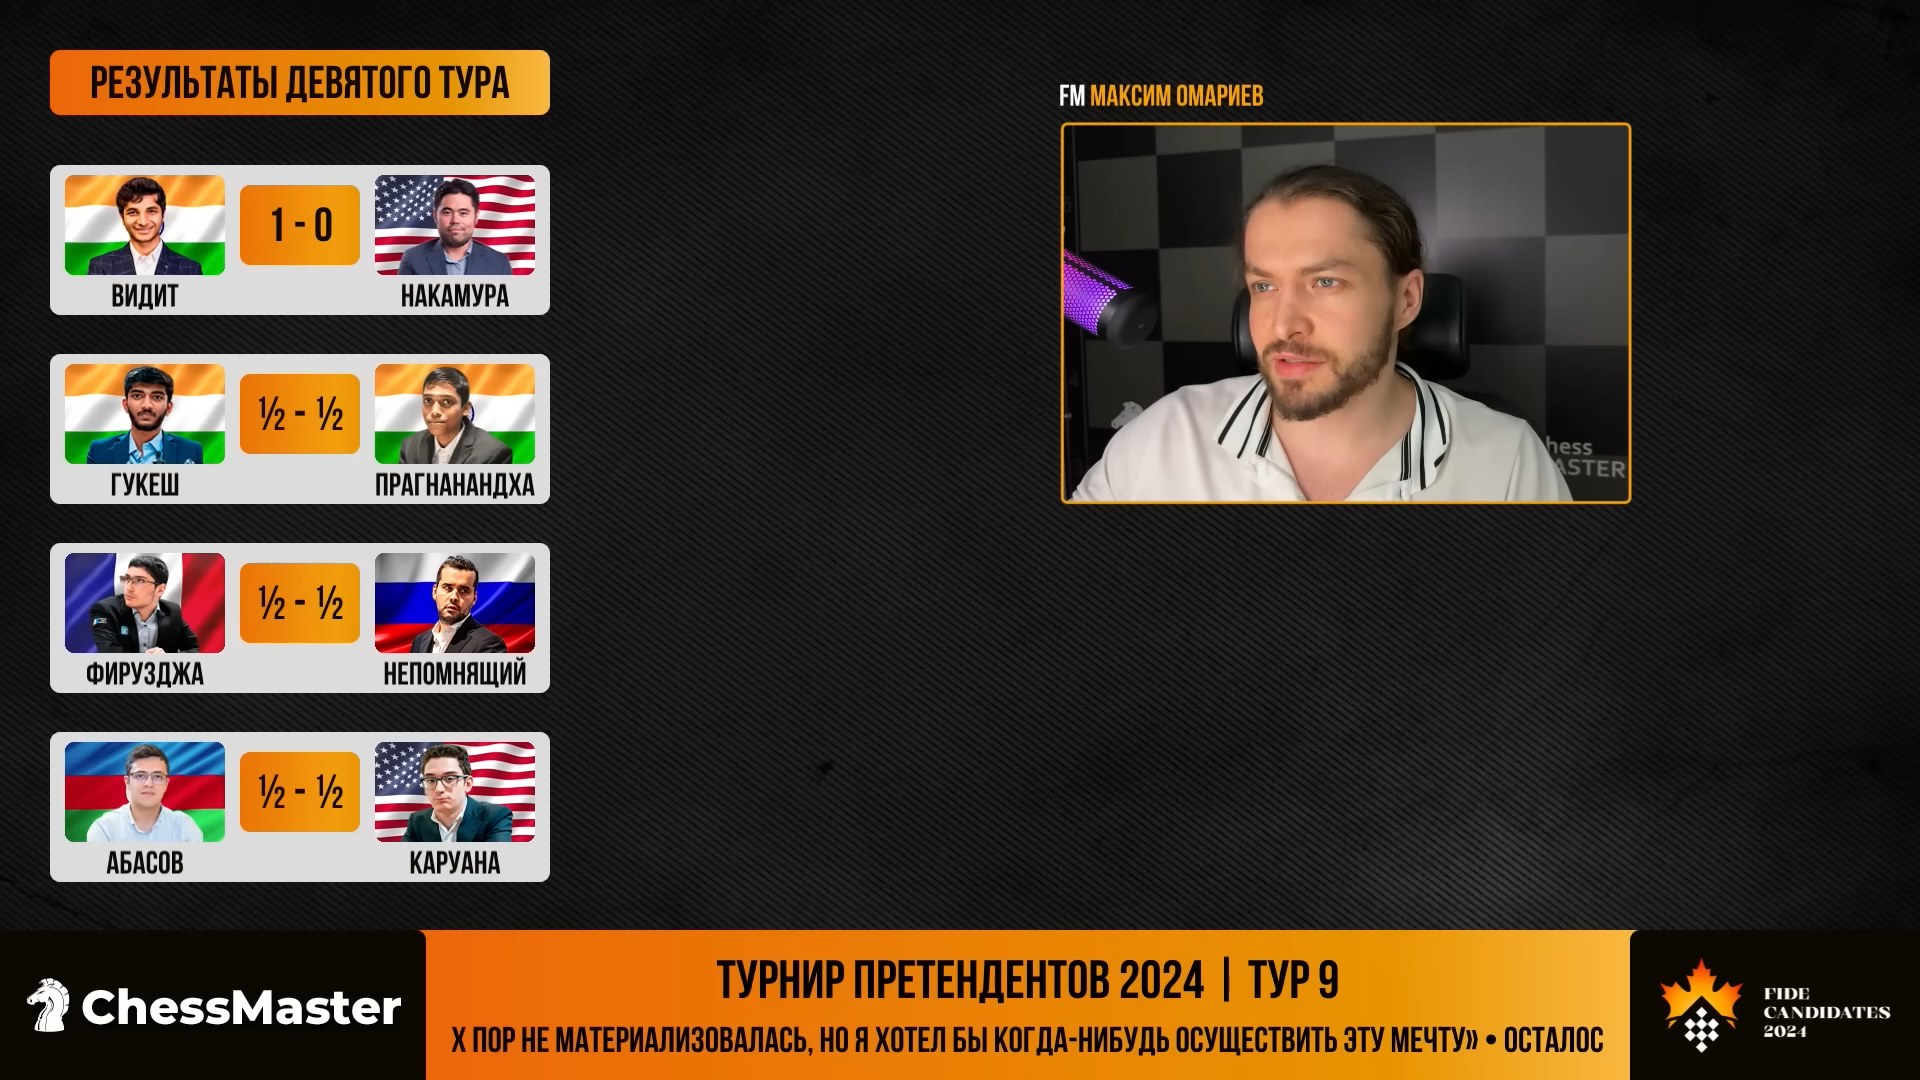 РЕЗУЛЬТАТЫ ДЕВЯТОГО ТУРА
1 - 0
ВИДИТ
НАКАМУРА
½ - ½
ГУКЕШ
ПРАГНАНАНДХА
½ - ½
ФИРУЗДЖА
НЕПОМНЯЩИЙ
½ - ½
АБАСОВ
КАРУАНА
FM МАКСИМ ОМАРИЕВ
hess
ASTER
ChessMaster
ТУРНИР ПРЕТЕНДЕНТОВ 2024 | ТУР 9
Х ПОР НЕ МАТЕРИАЛИЗОВАЛАСЬ, НО Я ХОТЕЛ БЫ КОГДА-НИБУДЬ ОСУЩЕСТВИТЬ ЭТУ МЕЧТУ» • ОСТАЛОС
FIDE
CANDIDATES
2024